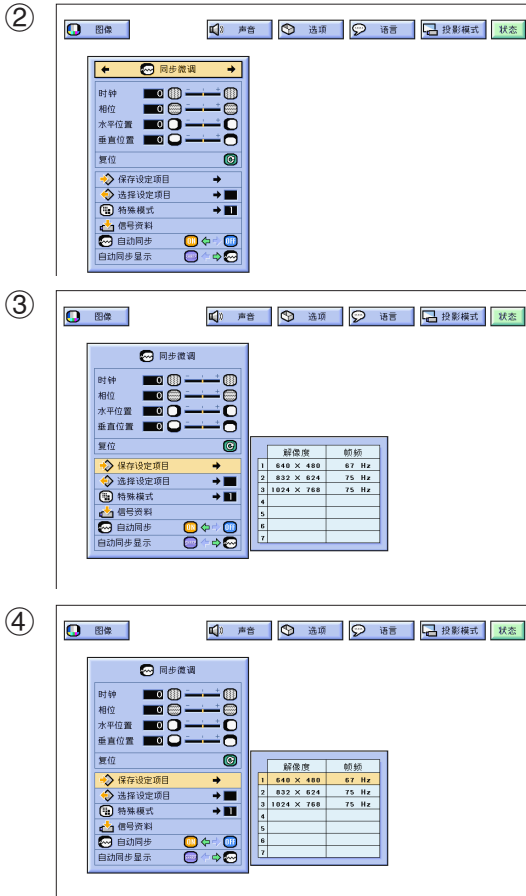 ②
图像 声音 选项 语言 投影模式 状态
同步微调
时钟 0 - +
相位 0 - +
水平位置 0 - +
垂直位置 0 - +
复位
保存设定项目
选择设定项目
特殊模式 1
信号资料
自动同步 ON OFF
自动同步显示
③
图像 声音 选项 语言 投影模式 状态
同步微调
时钟 0 - +
相位 0 - +
水平位置 0 - +
垂直位置 0 - +
复位
保存设定项目
选择设定项目
特殊模式 1
信号资料
自动同步 ON OFF
自动同步显示
解像度 帧频
1 640 × 480 67 Hz
2 832 × 624 75 Hz
3 1024 × 768 75 Hz
4
5
6
7
④
图像 声音 选项 语言 投影模式 状态
同步微调
时钟 0 - +
相位 0 - +
水平位置 0 - +
垂直位置 0 - +
复位
保存设定项目
选择设定项目
特殊模式 1
信号资料
自动同步 ON OFF
自动同步显示
解像度 帧频
1 640 × 480 67 Hz
2 832 × 624 75 Hz
3 1024 × 768 75 Hz
4
5
6
7